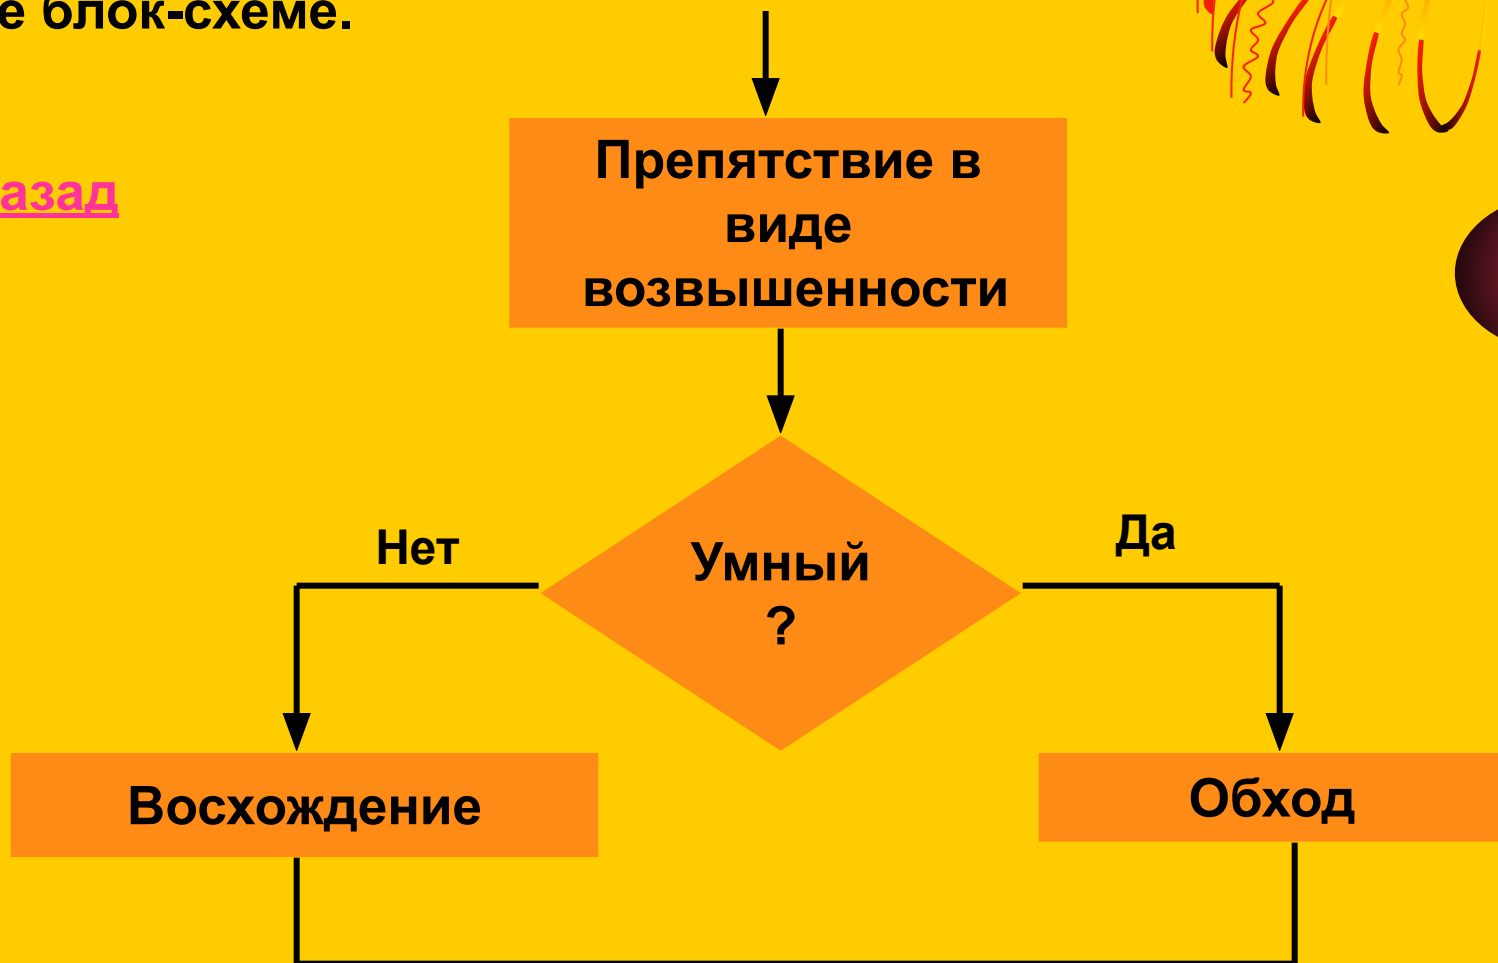 е блок-схеме.
азад
Препятствие в
виде
возвышенности
Нет
Умный
?
Да
Восхождение
Обход